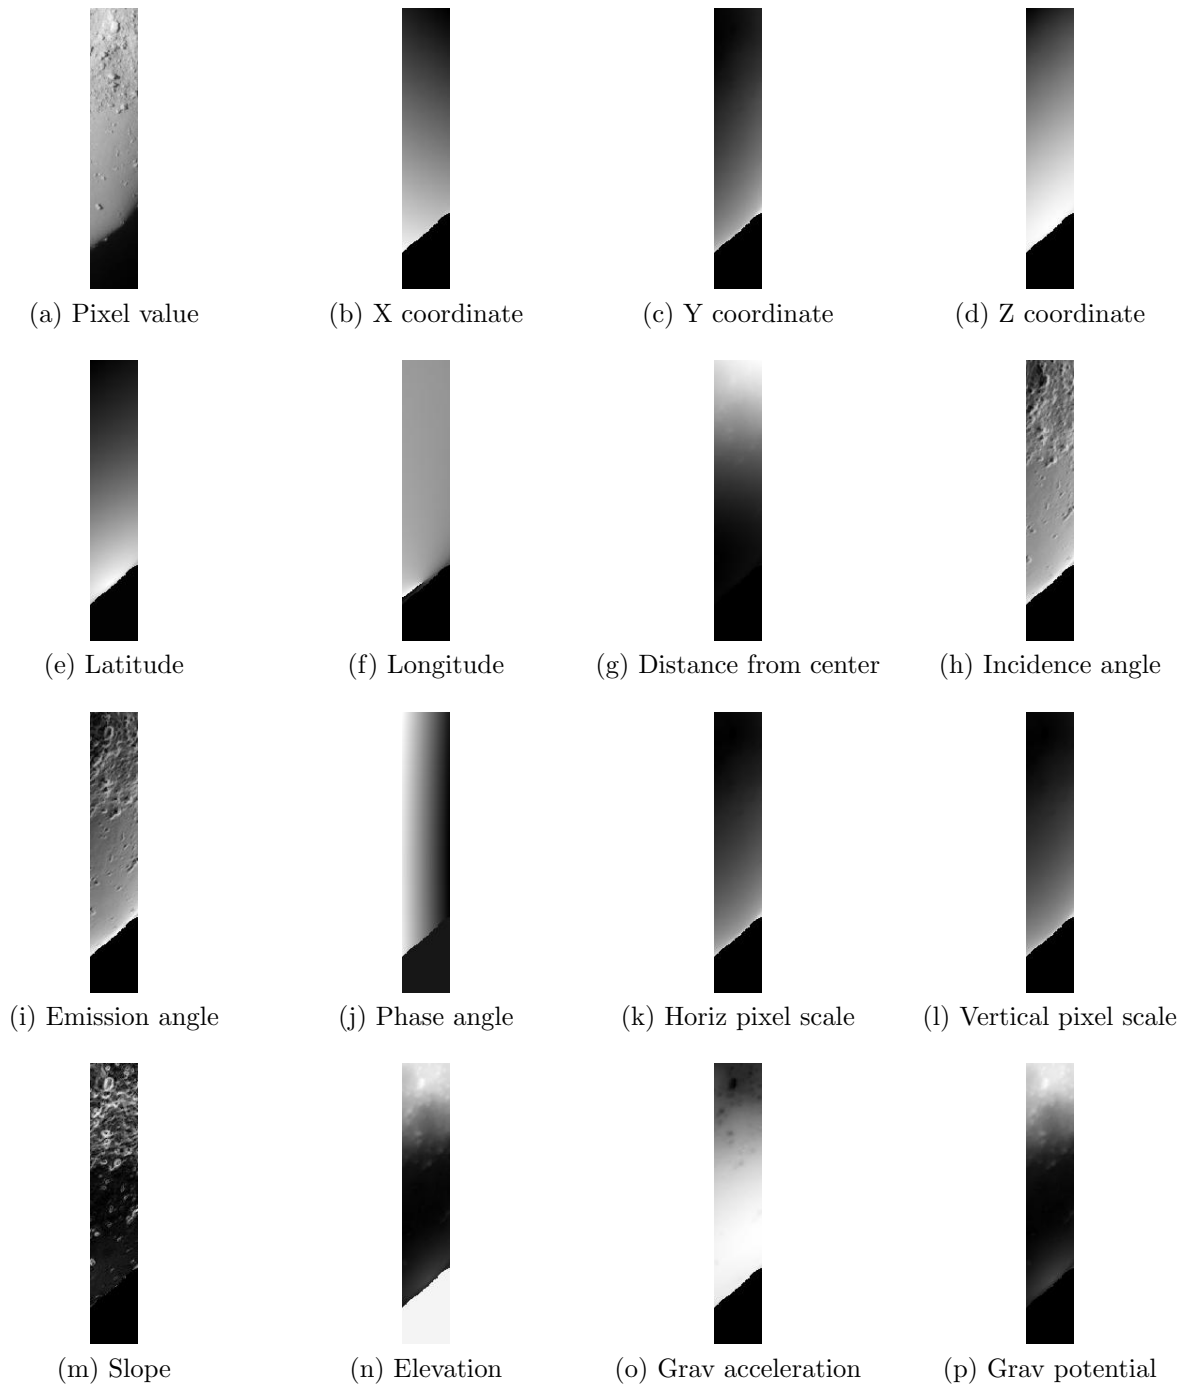 (a) Pixel value
(b) X coordinate
(c) Y coordinate
(d) Z coordinate
(e) Latitude
(f) Longitude
(g) Distance from center
(h) Incidence angle
(i) Emission angle
(j) Phase angle
(k) Horiz pixel scale
(l) Vertical pixel scale
(m) Slope
(n) Elevation
(o) Grav acceleration
(p) Grav potential